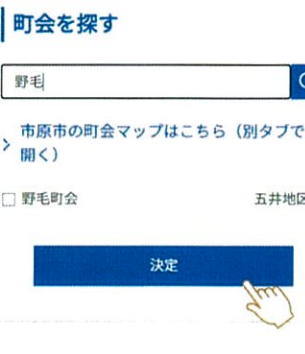 町会を探す
野毛
市原市の町会マップはこちら（別タブで
開く）
野毛町会 五井地区
決定